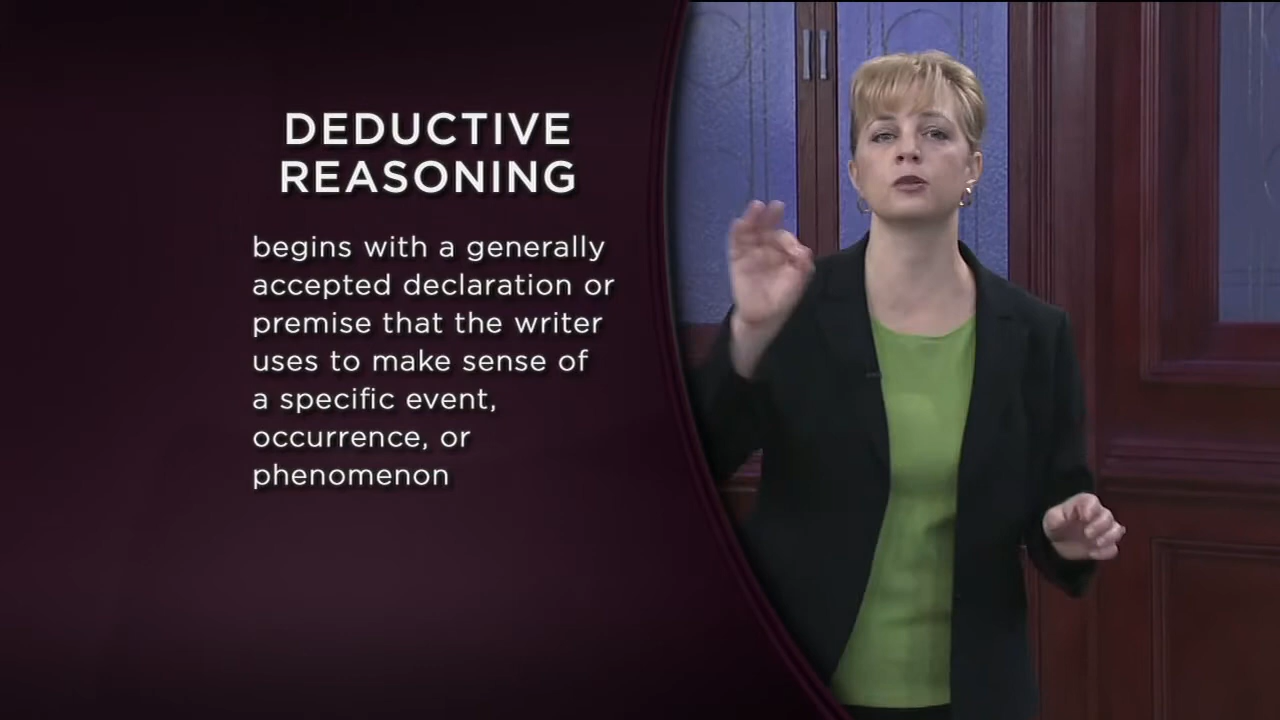 DEDUCTIVE
REASONING
begins with a generally
accepted declaration or
premise that the writer
uses to make sense of
a specific event,
occurrence, or
phenomenon